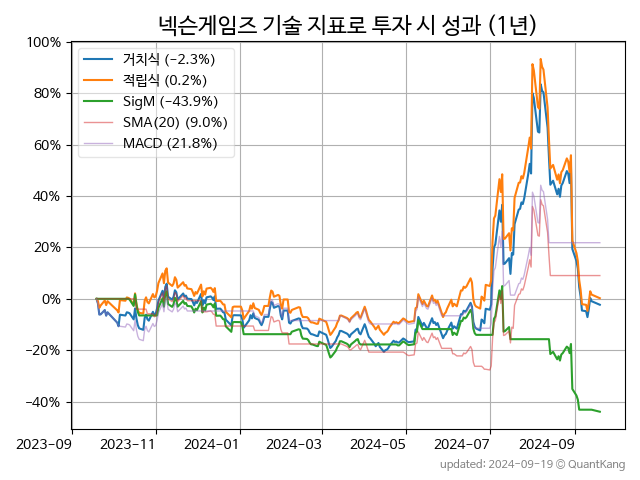 넥슨게임즈 기술 지표로 투자 시 성과 (1년)
100%
80%
60%
40%
20%
0%
−20%
−40%
거치식 (−2.3%)
적립식 (0.2%)
SigM (−43.9%)
SMA(20) (9.0%)
MACD (21.8%)
2023-09 2023-11 2024-01 2024-03 2024-05 2024-07 2024-09
updated: 2024-09-19 © QuantKang